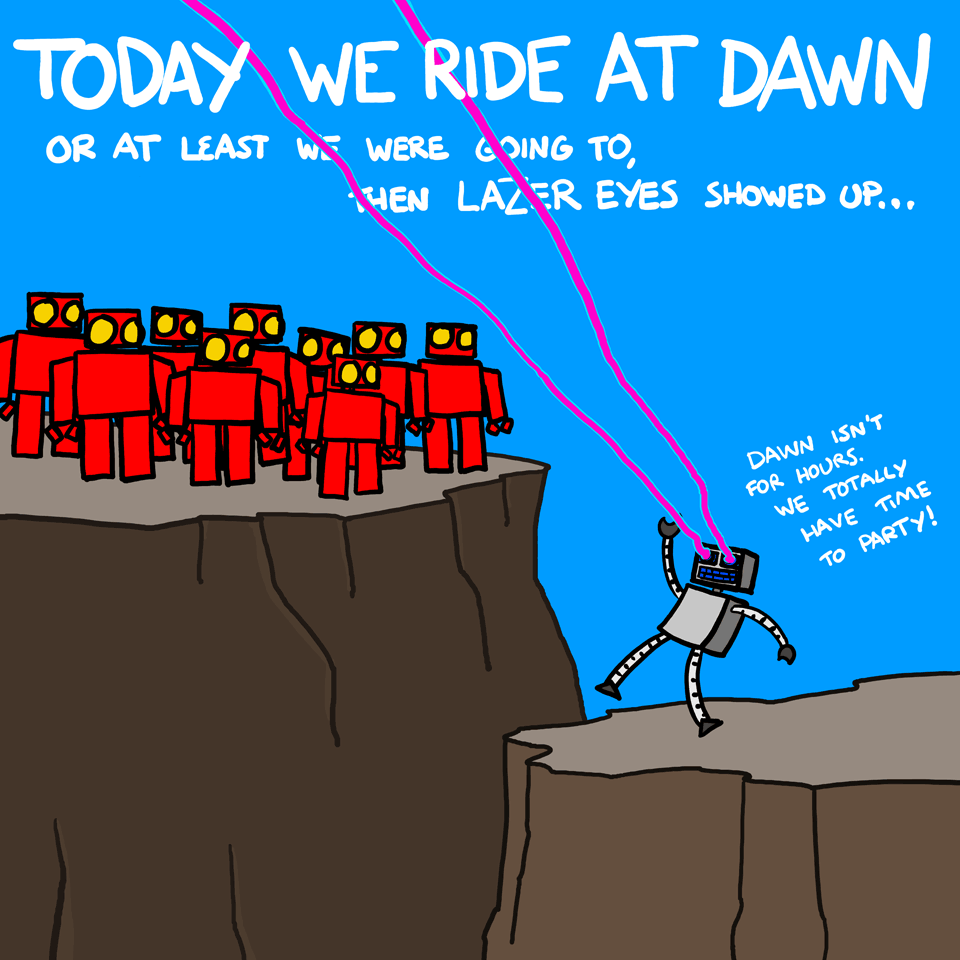 TODAY WE RIDE AT DAWN
OR AT LEAST WE WERE GOING TO,
THEN LAZER EYES SHOWED UP...
DAWN ISN'T
FOR HOURS.
WE TOTALLY
HAVE TIME
TO PARTY!